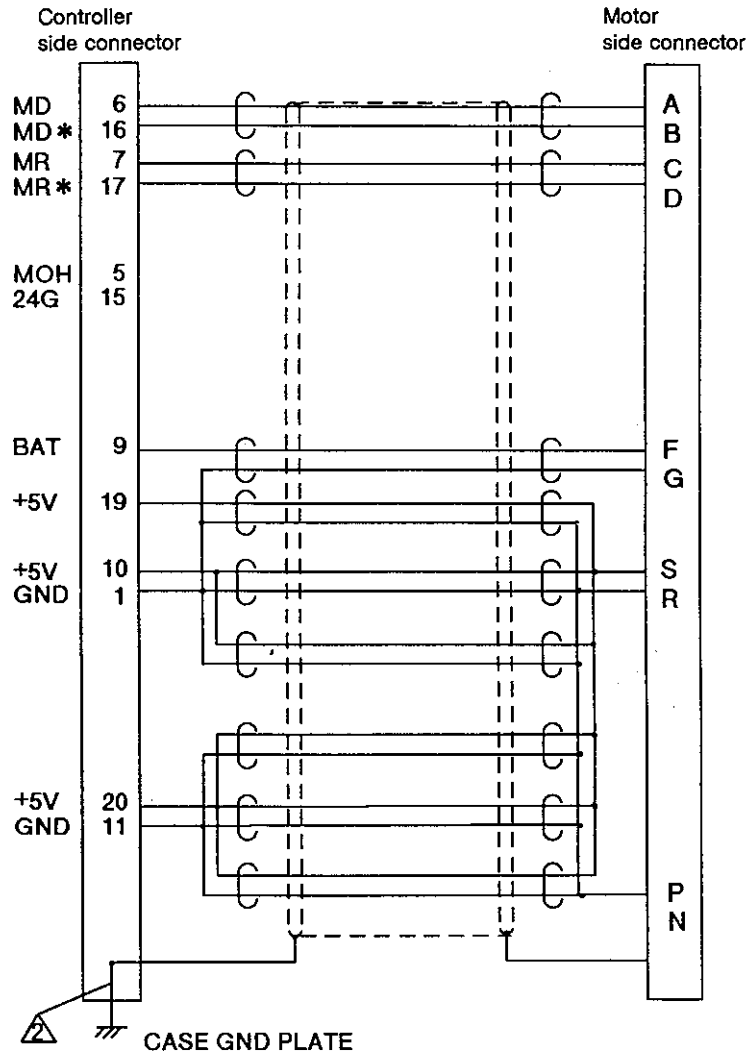 Controller
side connector
Motor
side connector
MD 6 A
MD* 16 B
MR 7 C
MR* 17 D
MOH 5
24G 15
BAT 9 F
G
+5V 19
+5V 10 S
GND 1 R
+5V 20
GND 11
P
N
2
CASE GND PLATE